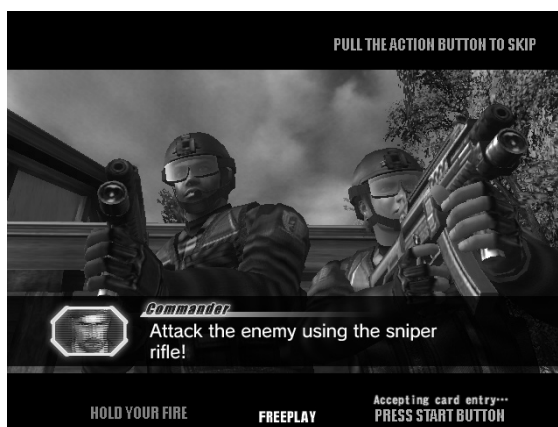 PULL THE ACTION BUTTON TO SKIP
Commander
Attack the enemy using the sniper
rifle!
Accepting card entry…
HOLD YOUR FIRE
FREEPLAY
PRESS START BUTTON